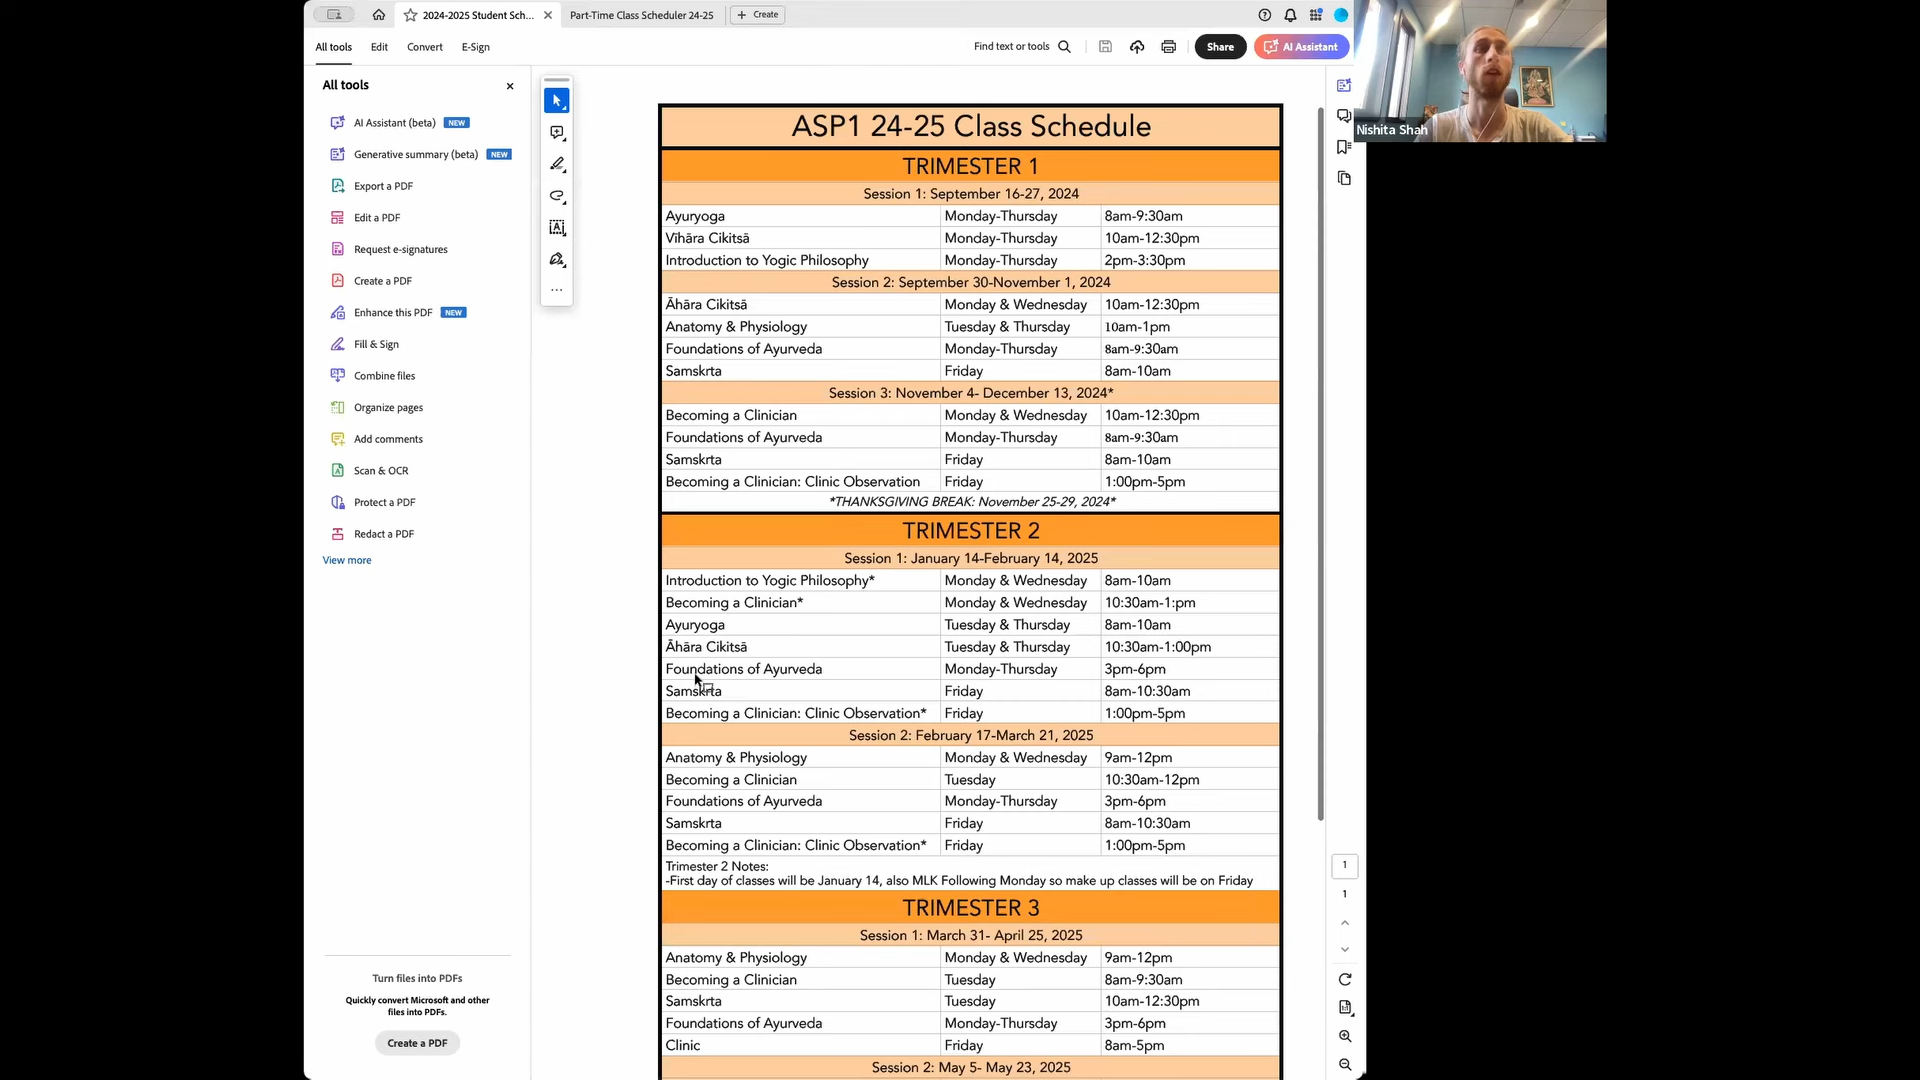 2024-2025 Student Sch...
Part-Time Class Scheduler 24-25
Create
All tools
Edit
Convert
E-Sign
Find text or tools
Share
AI Assistant
All tools
AI Assistant (beta) NEW
Generative summary (beta) NEW
Export a PDF
Edit a PDF
Request e-signatures
Create a PDF
Enhance this PDF NEW
Fill & Sign
Combine files
Organize pages
Add comments
Scan & OCR
Protect a PDF
Redact a PDF
View more
Turn files into PDFs
Quickly convert Microsoft and other
files into PDFs.
Create a PDF
ASP1 24-25 Class Schedule
TRIMESTER 1
Session 1: September 16-27, 2024
Ayuryoga Monday-Thursday 8am-9:30am
Vihāra Cikitsā Monday-Thursday 10am-12:30pm
Introduction to Yogic Philosophy Monday-Thursday 2pm-3:30pm
Session 2: September 30-November 1, 2024
Āhāra Cikitsā Monday & Wednesday 10am-12:30pm
Anatomy & Physiology Tuesday & Thursday 10am-1pm
Foundations of Ayurveda Monday-Thursday 8am-9:30am
Samskrta Friday 8am-10am
Session 3: November 4- December 13, 2024*
Becoming a Clinician Monday & Wednesday 10am-12:30pm
Foundations of Ayurveda Monday-Thursday 8am-9:30am
Samskrta Friday 8am-10am
Becoming a Clinician: Clinic Observation Friday 1:00pm-5pm
*THANKSGIVING BREAK: November 25-29, 2024*
TRIMESTER 2
Session 1: January 14-February 14, 2025
Introduction to Yogic Philosophy* Monday & Wednesday 8am-10am
Becoming a Clinician* Monday & Wednesday 10:30am-1:pm
Ayuryoga Tuesday & Thursday 8am-10am
Āhāra Cikitsā Tuesday & Thursday 10:30am-1:00pm
Foundations of Ayurveda Monday-Thursday 3pm-6pm
Samskrta Friday 8am-10:30am
Becoming a Clinician: Clinic Observation* Friday 1:00pm-5pm
Session 2: February 17-March 21, 2025
Anatomy & Physiology Monday & Wednesday 9am-12pm
Becoming a Clinician Tuesday 10:30am-12pm
Foundations of Ayurveda Monday-Thursday 3pm-6pm
Samskrta Friday 8am-10:30am
Becoming a Clinician: Clinic Observation* Friday 1:00pm-5pm
Trimester 2 Notes:
-First day of classes will be January 14, also MLK Following Monday so make up classes will be on Friday
TRIMESTER 3
Session 1: March 31- April 25, 2025
Anatomy & Physiology Monday & Wednesday 9am-12pm
Becoming a Clinician Tuesday 8am-9:30am
Samskrta Tuesday 10am-12:30pm
Foundations of Ayurveda Monday-Thursday 3pm-6pm
Clinic Friday 8am-5pm
Session 2: May 5- May 23, 2025
1
1
Nishita Shah